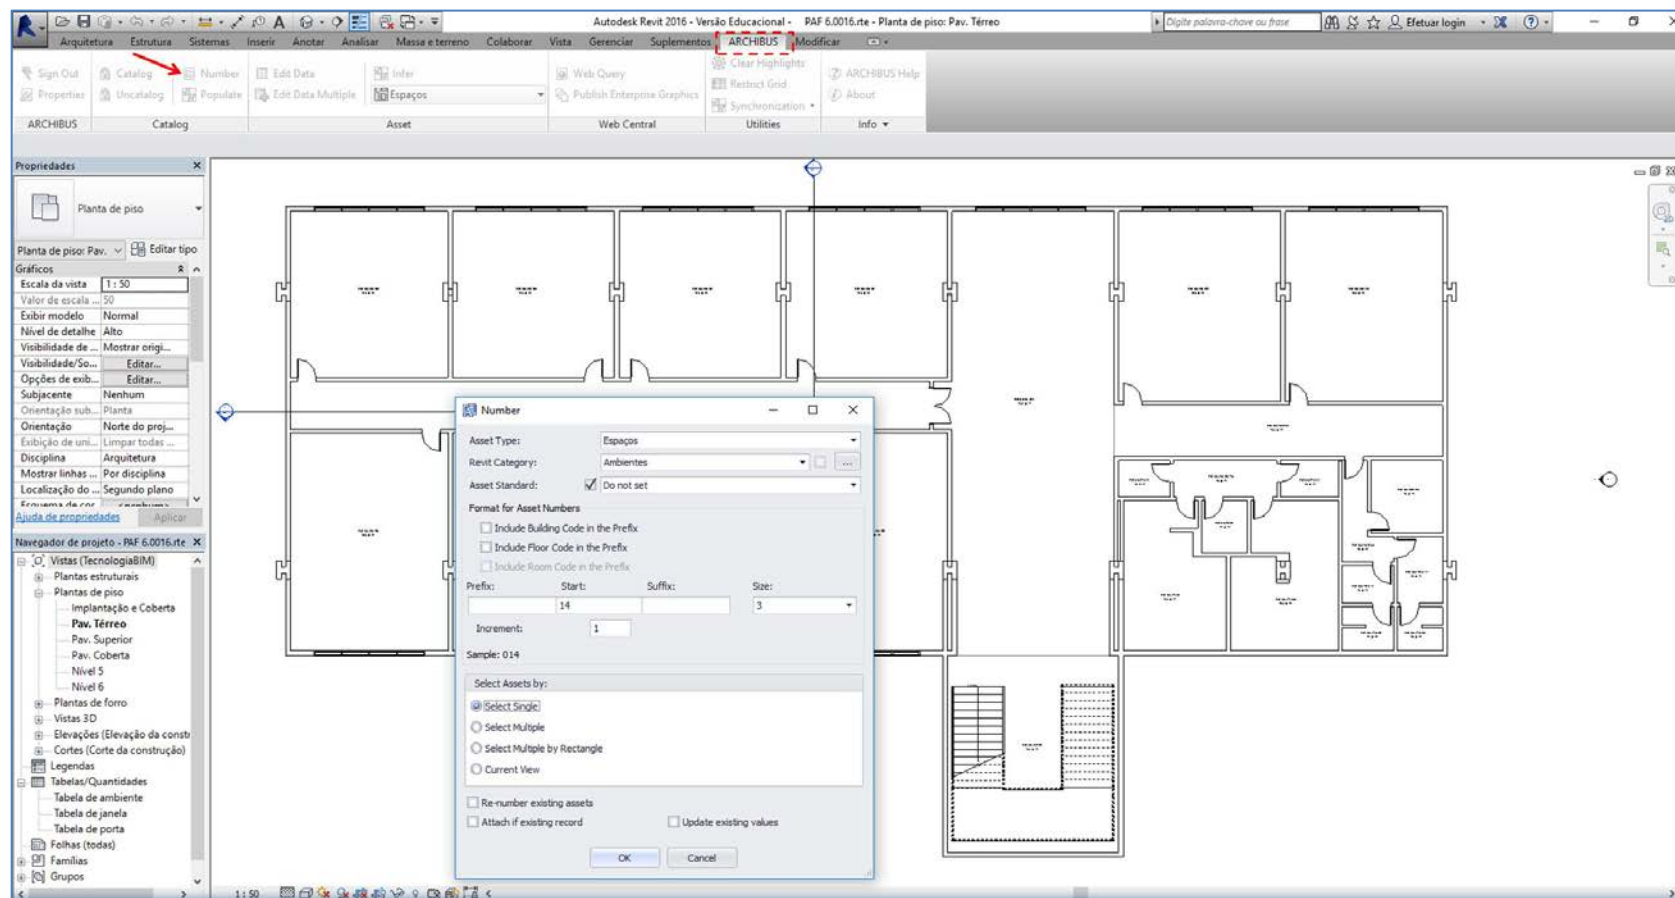 Autodesk Revit 2016 - Versão Educacional - PAF 6.0016.rte - Planta de piso: Pav. Térreo
Digite palavra-chave ou frase
Efetuar login
Arquitetura Estrutura Sistemas Inserir Anotar Analisar Massa e terreno Colaborar Vista Gerenciar Suplementos ARCHIBUS Modificar
Sign Out Catalog Number Edit Data Infer Web Query Clear Highlights ARCHIBUS Help
Properties Uncatalog Populate Edit Data Multiple Espaços Publish Enterprise Graphics Restrict Grid About
Synchronization
ARCHIBUS Catalog Asset Web Central Utilities Info
Propriedades
Planta de piso
Planta de piso: Pav. Editar tipo
Gráficos
Escala da vista 1 : 50
Valor de escala ... 50
Exibir modelo Normal
Nível de detalhe Alto
Visibilidade de ... Mostrar origi...
Visibilidade/So... Editar...
Opções de exib... Editar...
Subjacente Nenhum
Orientação sub... Planta
Orientação Norte do proj...
Exibição de uni... Limpar todas ...
Disciplina Arquitetura
Mostrar linhas ... Por disciplina
Localização do ... Segundo plano
Esquema de cor <nenhum>
Ajuda de propriedades Aplicar
Navegador de projeto - PAF 6.0016.rte
Vistas (TecnologiaBIM)
Plantas estruturais
Plantas de piso
Implantação e Coberta
Pav. Térreo
Pav. Superior
Pav. Coberta
Nível 5
Nível 6
Plantas de forro
Vistas 3D
Elevações (Elevação da constr
Cortes (Corte da construção)
Legendas
Tabelas/Quantidades
Tabela de ambiente
Tabela de janela
Tabela de porta
Folhas (todas)
Famílias
Grupos
Number
Asset Type: Espaços
Revit Category: Ambientes ...
Asset Standard: Do not set
Format for Asset Numbers
Include Building Code in the Prefix
Include Floor Code in the Prefix
Include Room Code in the Prefix
Prefix: Start: Suffix: Size:
14 3
Increment: 1
Sample: 014
Select Assets by:
Select Single
Select Multiple
Select Multiple by Rectangle
Current View
Re-number existing assets
Attach if existing record Update existing values
OK Cancel
1 : 50